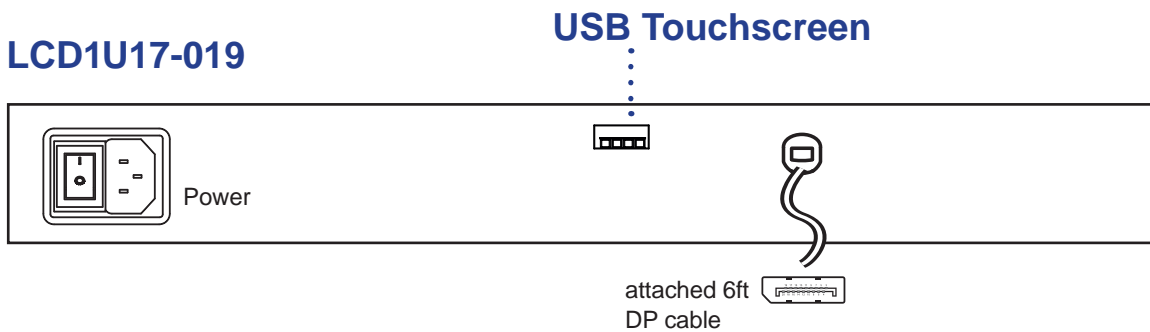 USB Touchscreen
LCD1U17-019
Power
attached 6ft
DP cable